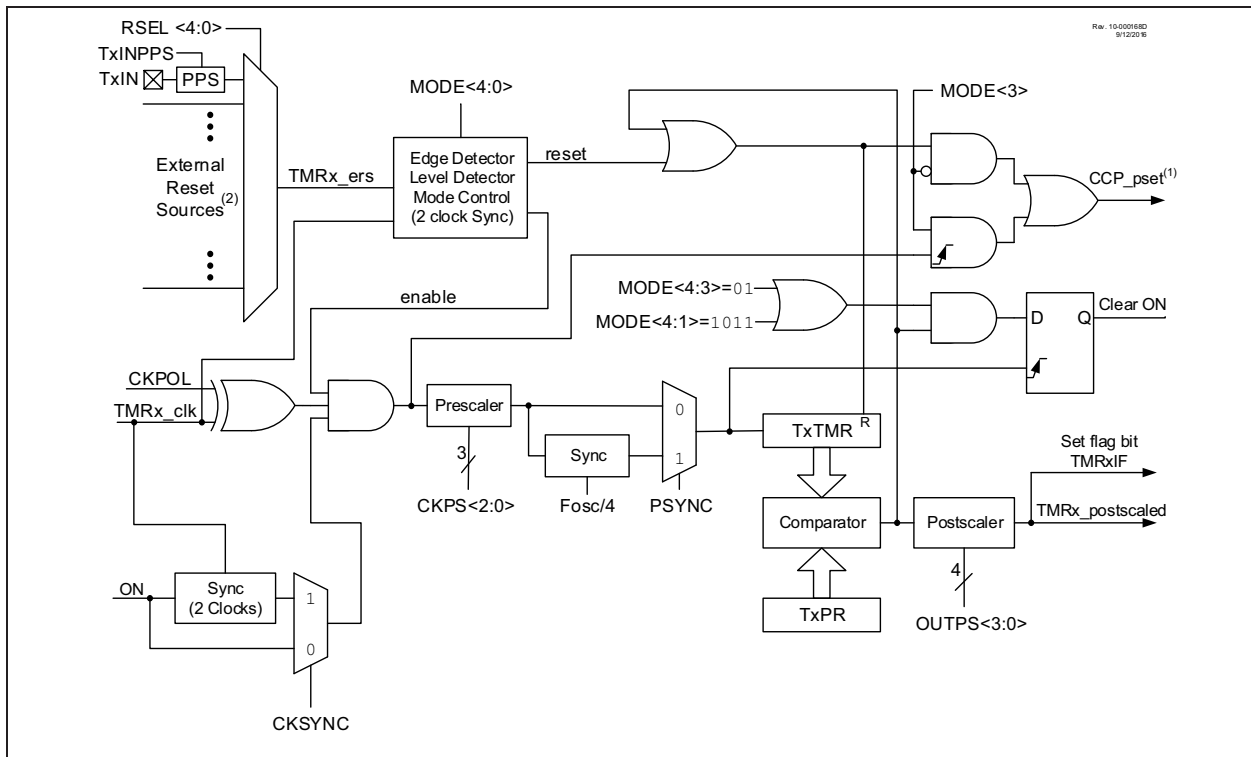 Rev. 10-000168D
9/12/2016
RSEL <4:0>
TxINPPS
TxIN
PPS
External
Reset
Sources(2)
TMRx_ers
MODE<4:0>
Edge Detector
Level Detector
Mode Control
(2 clock Sync)
reset
enable
MODE<3>
CCP_pset(1)
MODE<4:3>=01
MODE<4:1>=1011
D
Q
Clear ON
CKPOL
TMRx_clk
Prescaler
3
CKPS<2:0>
Sync
Fosc/4
0
1
PSYNC
TxTMR
R
Comparator
TxPR
Postscaler
4
OUTPS<3:0>
Set flag bit
TMRxIF
TMRx_postscaled
ON
Sync
(2 Clocks)
1
0
CKSYNC